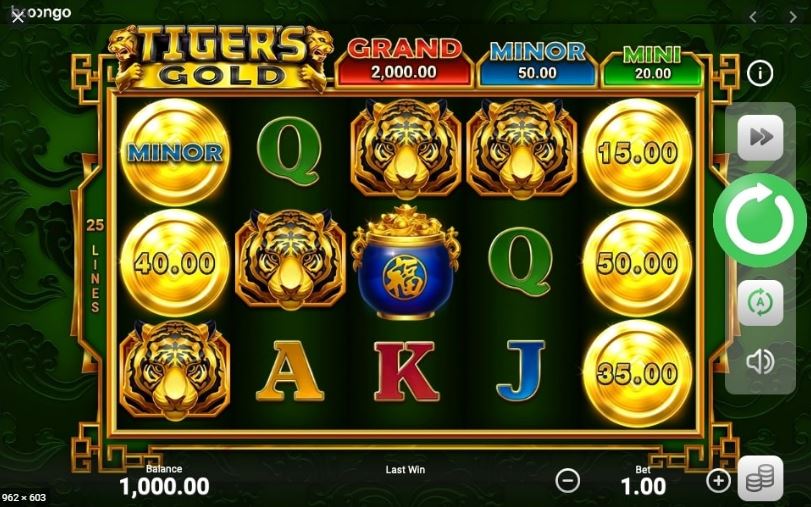 booongo
TIGER'S
GOLD
GRAND
2,000.00
MINOR
50.00
MINI
20.00
i
MINOR
Q
15.00
25
LINES
40.00
福
Q
50.00
A
K
J
35.00
A
Balance
1,000.00
Last Win
Bet
1.00
962 × 603